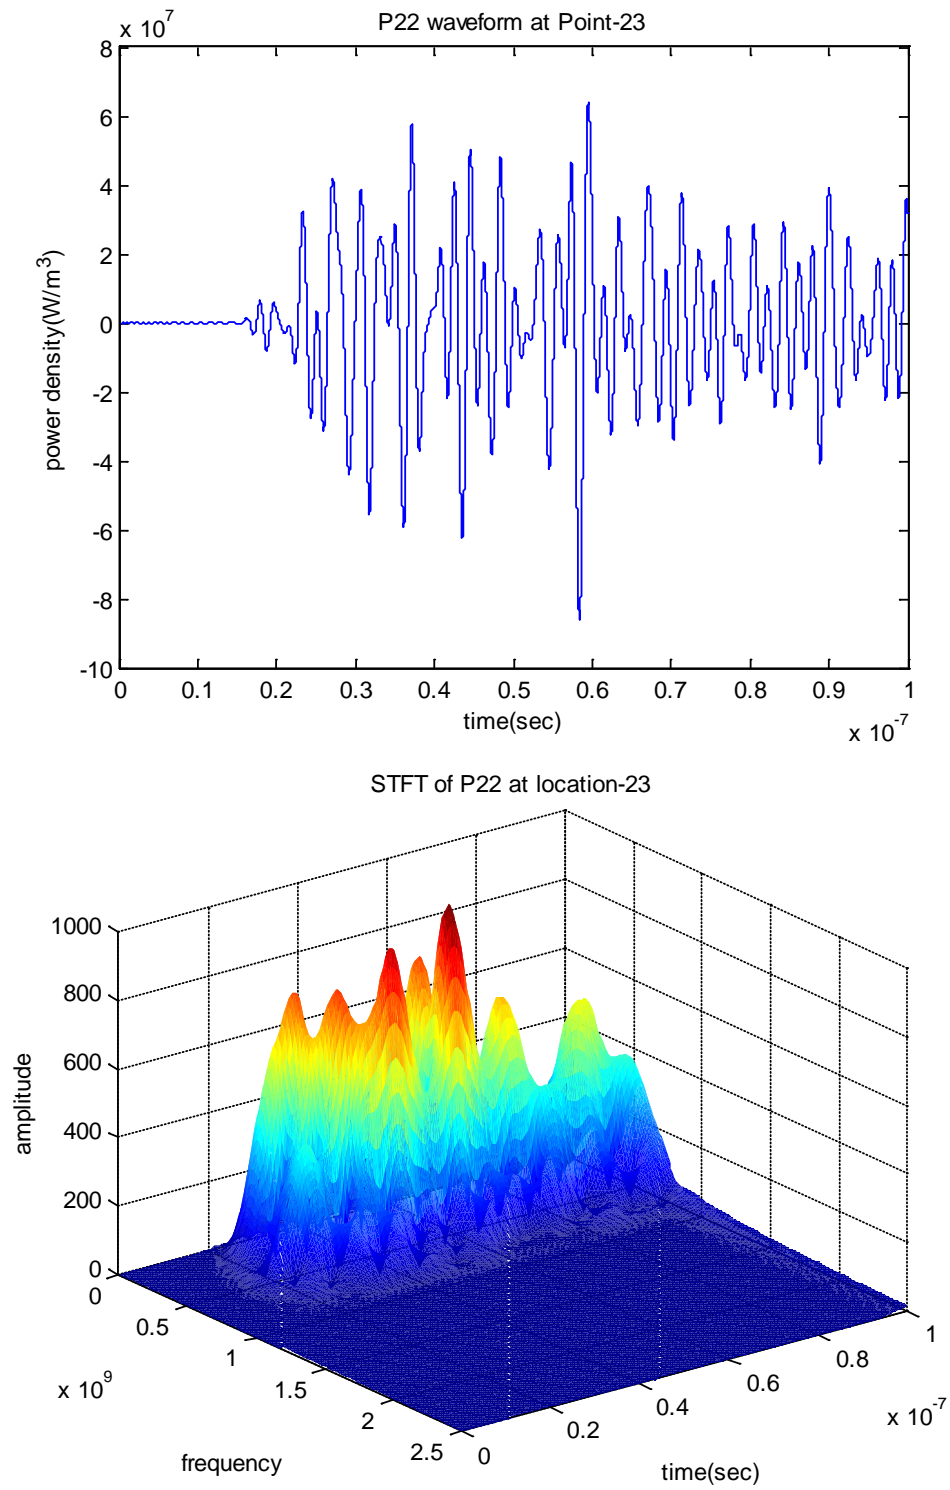 P22 waveform at Point-23
x 10^7
8
6
4
2
0
-2
-4
-6
-8
-10
power density(W/m^3)
0 0.1 0.2 0.3 0.4 0.5 0.6 0.7 0.8 0.9 1
time(sec)
x 10^-7
STFT of P22 at location-23
1000
800
600
400
200
0
amplitude
0 0.5 1 1.5 2 2.5
x 10^9
frequency
0 0.2 0.4 0.6 0.8 1
x 10^-7
time(sec)